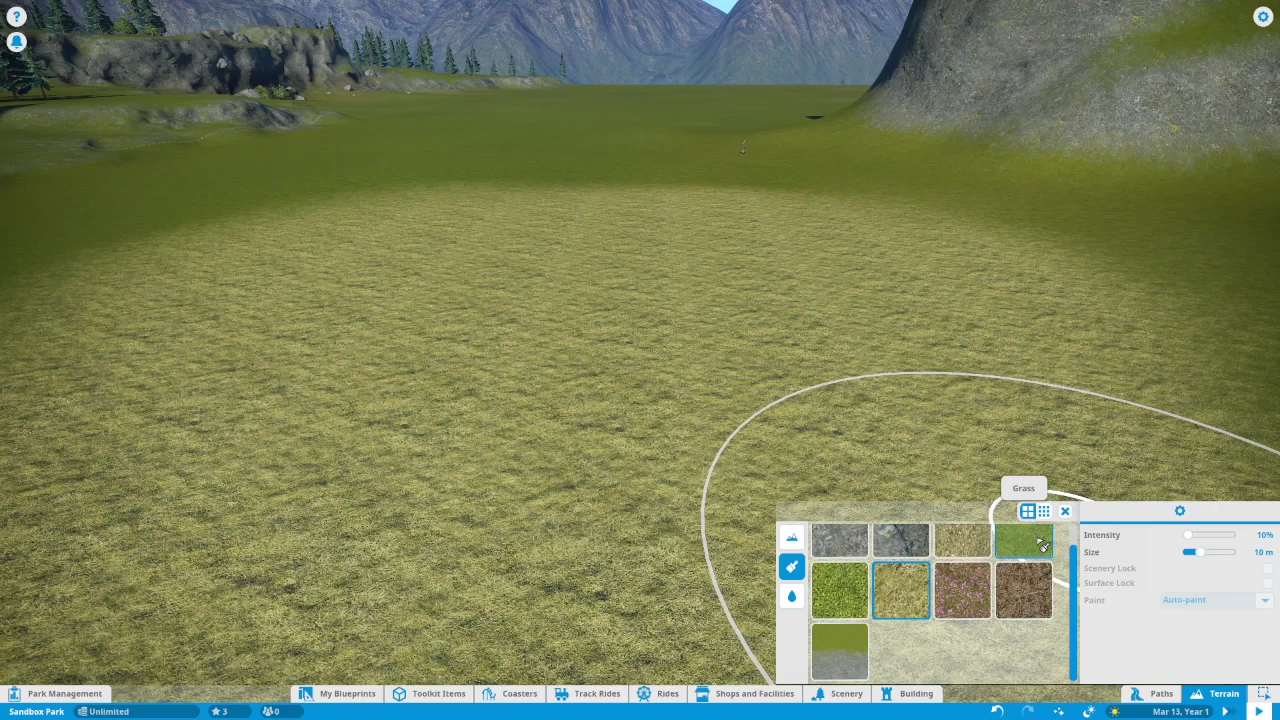 ?
Grass
Intensity 10%
Size 10 m
Scenery Lock
Surface Lock
Paint Auto-paint
Park Management My Blueprints Toolkit Items Coasters Track Rides Rides Shops and Facilities Scenery Building Paths Terrain
Sandbox Park Unlimited 3 0 Mar 13, Year 1